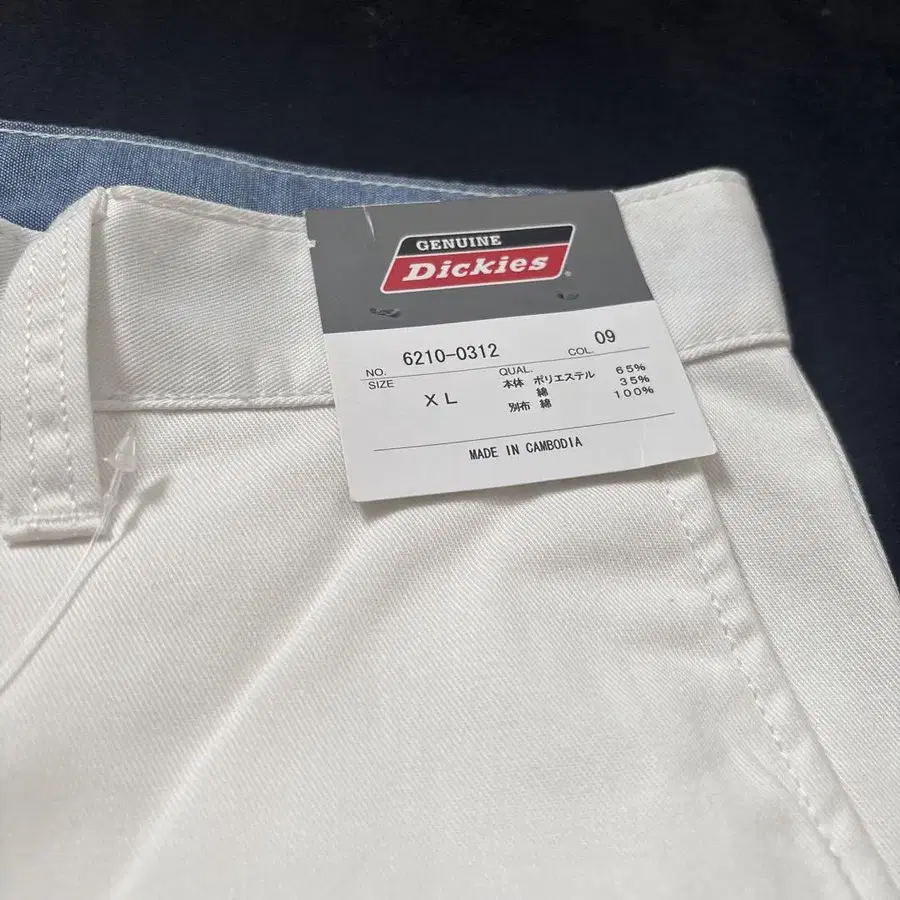 GENUINE
Dickies
NO. 6210-0312 COL. 09
SIZE XL QUAL. 本体 ポリエステル 65%
綿 35%
別布 綿 100%
MADE IN CAMBODIA